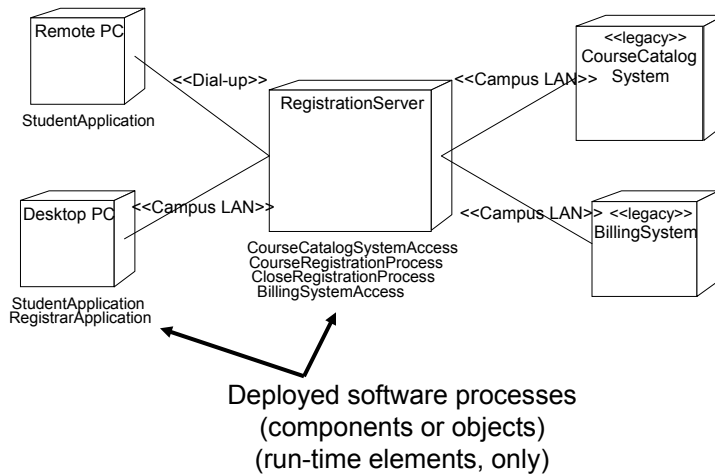 Remote PC
<<Dial-up>>
StudentApplication
RegistrationServer
<<Campus LAN>>
<<legacy>>
CourseCatalog
System
Desktop PC
<<Campus LAN>>
StudentApplication
RegistrarApplication
CourseCatalogSystemAccess
CourseRegistrationProcess
CloseRegistrationProcess
BillingSystemAccess
<<Campus LAN>>
<<legacy>>
BillingSystem
Deployed software processes
(components or objects)
(run-time elements, only)